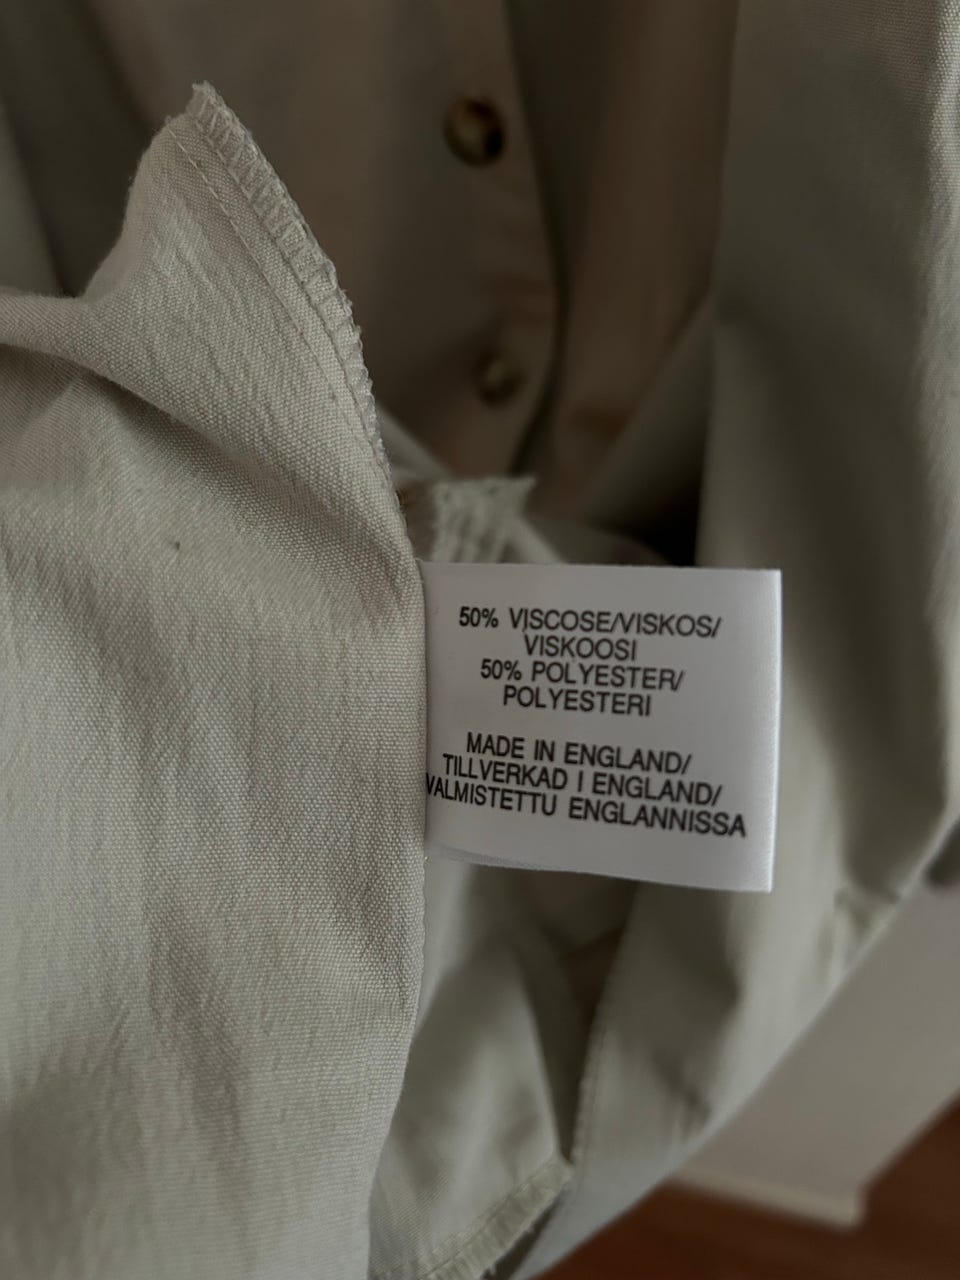 50% VISCOSE/VISKOS/
VISKOOSI
50% POLYESTER/
POLYESTERI
MADE IN ENGLAND/
TILLVERKAD I ENGLAND/
VALMISTETTU ENGLANNISSA